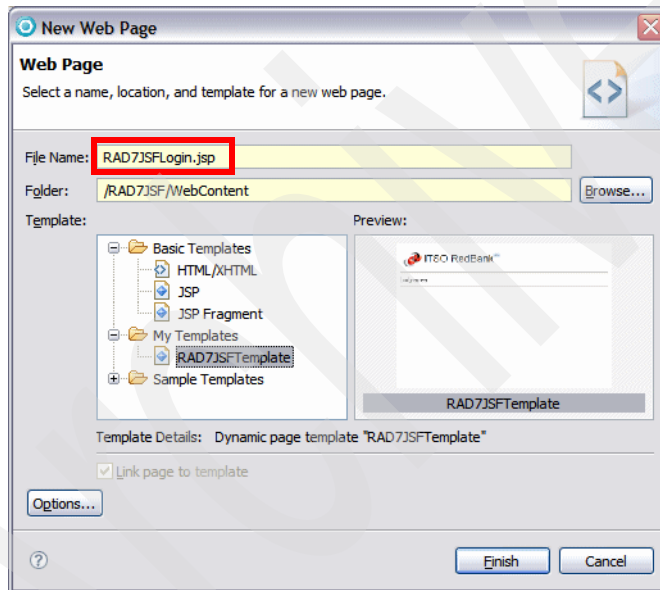 New Web Page
Web Page
Select a name, location, and template for a new web page.
File Name: RAD7JSFLogin.jsp
Folder: /RAD7JSF/WebContent Browse...
Template: Preview:
Basic Templates
HTML/XHTML
JSP
JSP Fragment
My Templates
RAD7JSFTemplate
Sample Templates
ITSO RedBank
RAD7JSFTemplate
Template Details: Dynamic page template "RAD7JSFTemplate"
Link page to template
Options...
Finish Cancel